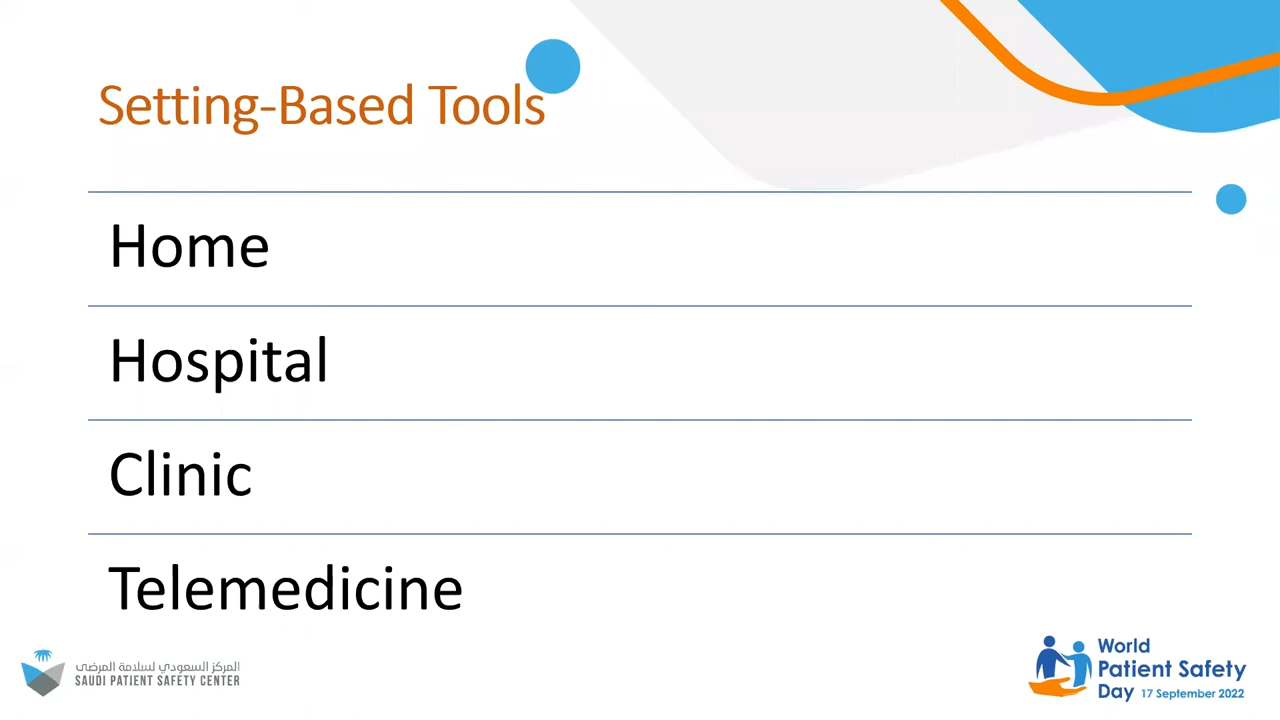 Setting-Based Tools
Home
Hospital
Clinic
Telemedicine
المركز السعودي لسلامة المرضى
SAUDI PATIENT SAFETY CENTER
World
Patient Safety
Day 17 September 2022